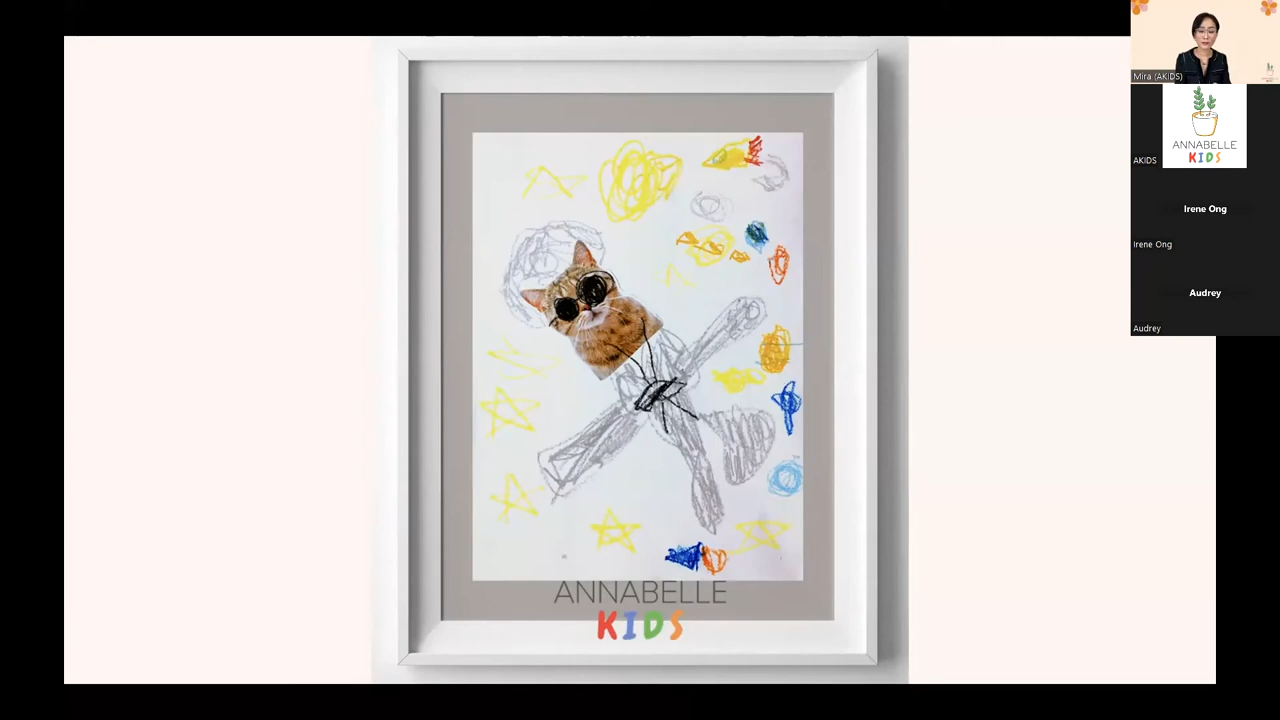 ANNABELLE
KIDS
Mira (AKIDS)
ANNABELLE
KIDS
AKIDS
Irene Ong
Irene Ong
Audrey
Audrey